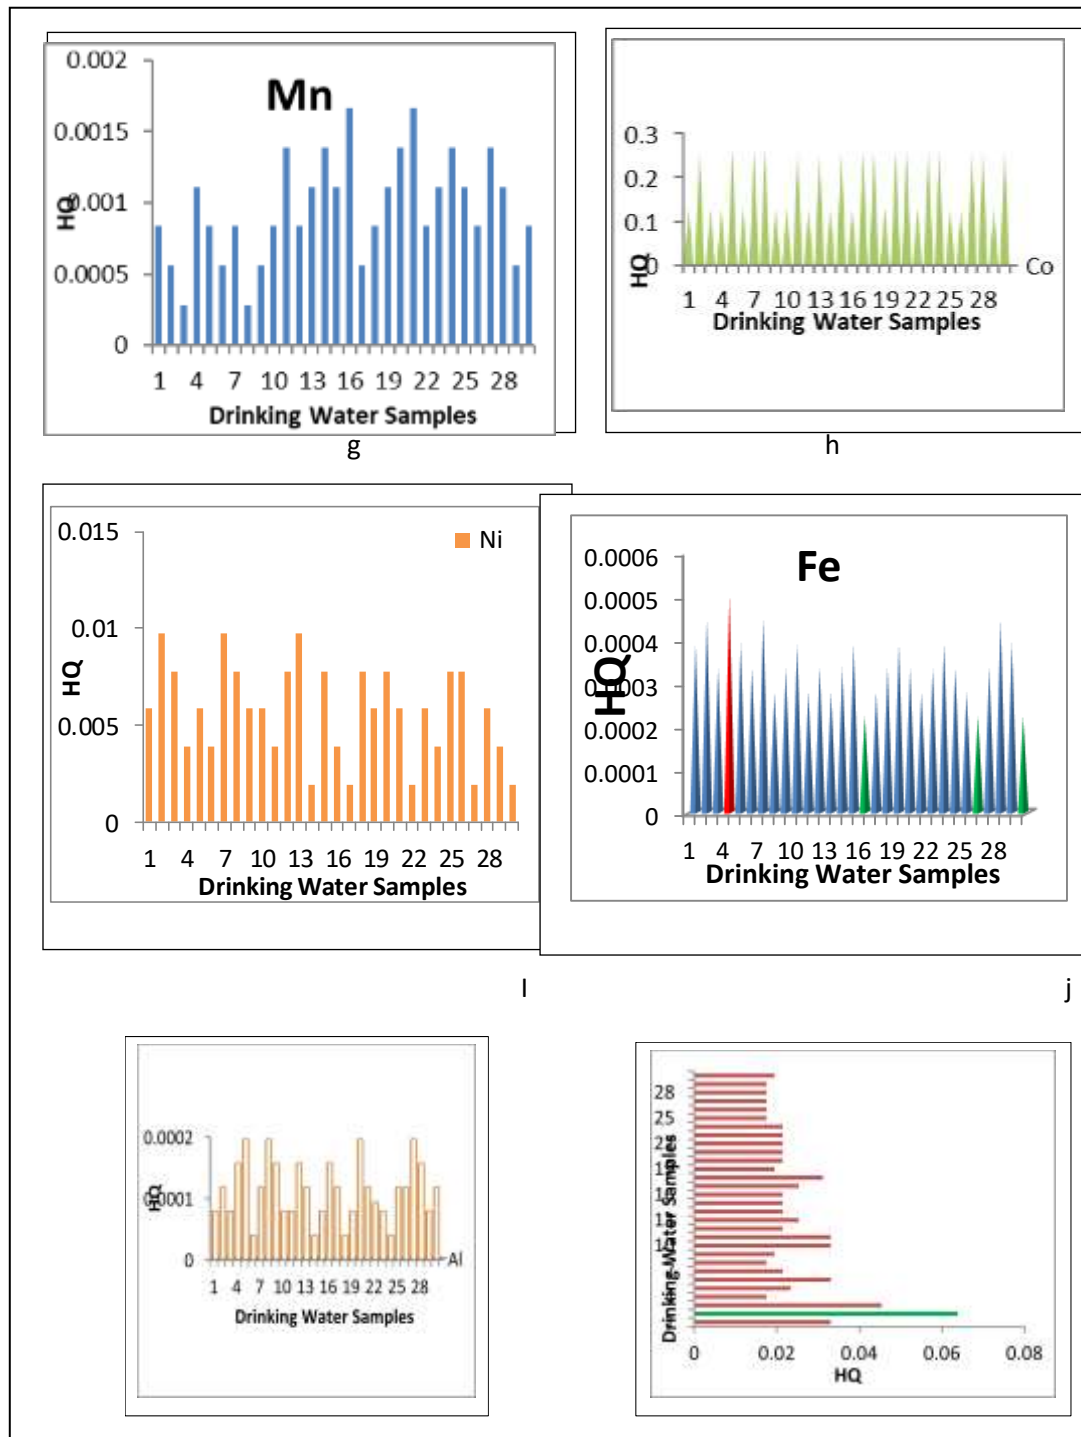 0.002
Mn
0.0015
0.001
0.0005
0
HQ
1 4 7 10 13 16 19 22 25 28
Drinking Water Samples
g
0.3
0.2
0.1
0
HQ
Co
1 4 7 10 13 16 19 22 25 28
Drinking Water Samples
h
0.015
Ni
0.01
0.005
0
HQ
1 4 7 10 13 16 19 22 25 28
Drinking Water Samples
I
0.0006
Fe
0.0005
0.0004
0.0003
0.0002
0.0001
0
HQ
1 4 7 10 13 16 19 22 25 28
Drinking Water Samples
j
0.0002
0.0001
0
HQ
Al
1 4 7 10 13 16 19 22 25 28
Drinking Water Samples
28
25
19
Drinking Water Samples
0 0.02 0.04 0.06 0.08
HQ